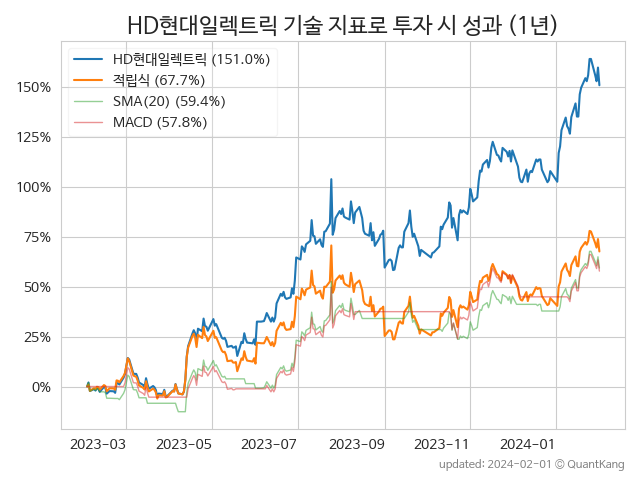 HD현대일렉트릭 기술 지표로 투자 시 성과 (1년)
HD현대일렉트릭 (151.0%)
적립식 (67.7%)
SMA(20) (59.4%)
MACD (57.8%)
150%
125%
100%
75%
50%
25%
0%
2023-03 2023-05 2023-07 2023-09 2023-11 2024-01
updated: 2024-02-01 © QuantKang